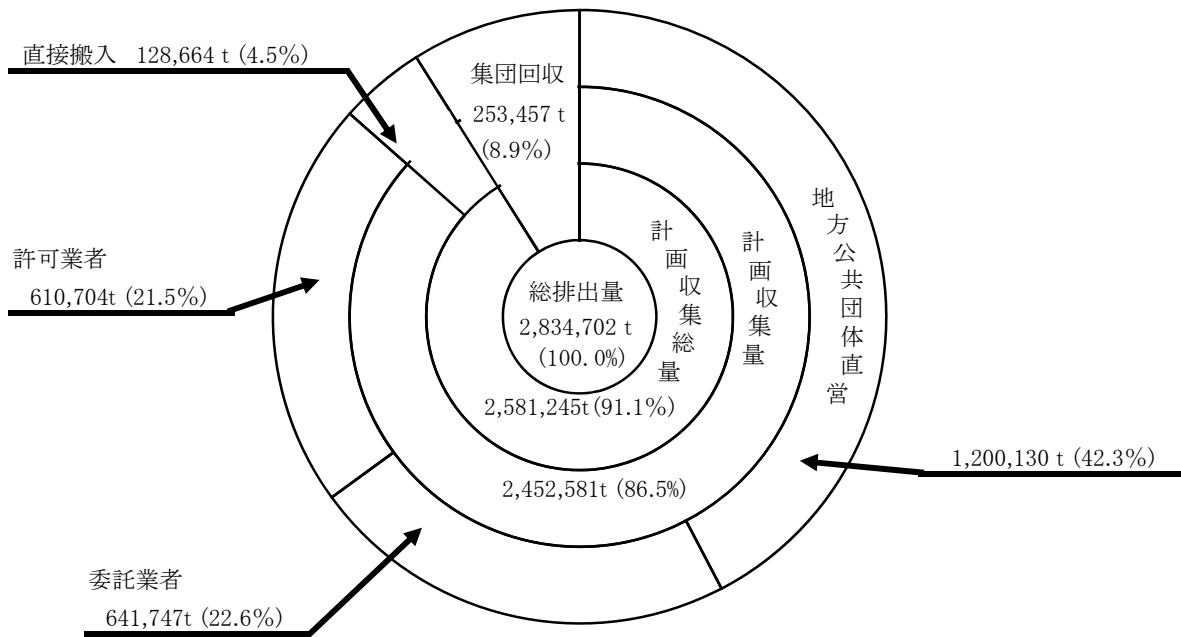 直接搬入 128,664 t (4.5%)
集団回収
253,457 t
(8.9%)
許可業者
610,704t (21.5%)
総排出量
2,834,702 t
(100.0%)
計画収集総量
2,581,245t (91.1%)
計画収集量
2,452,581t (86.5%)
地方公共団体直営
1,200,130 t (42.3%)
委託業者
641,747t (22.6%)